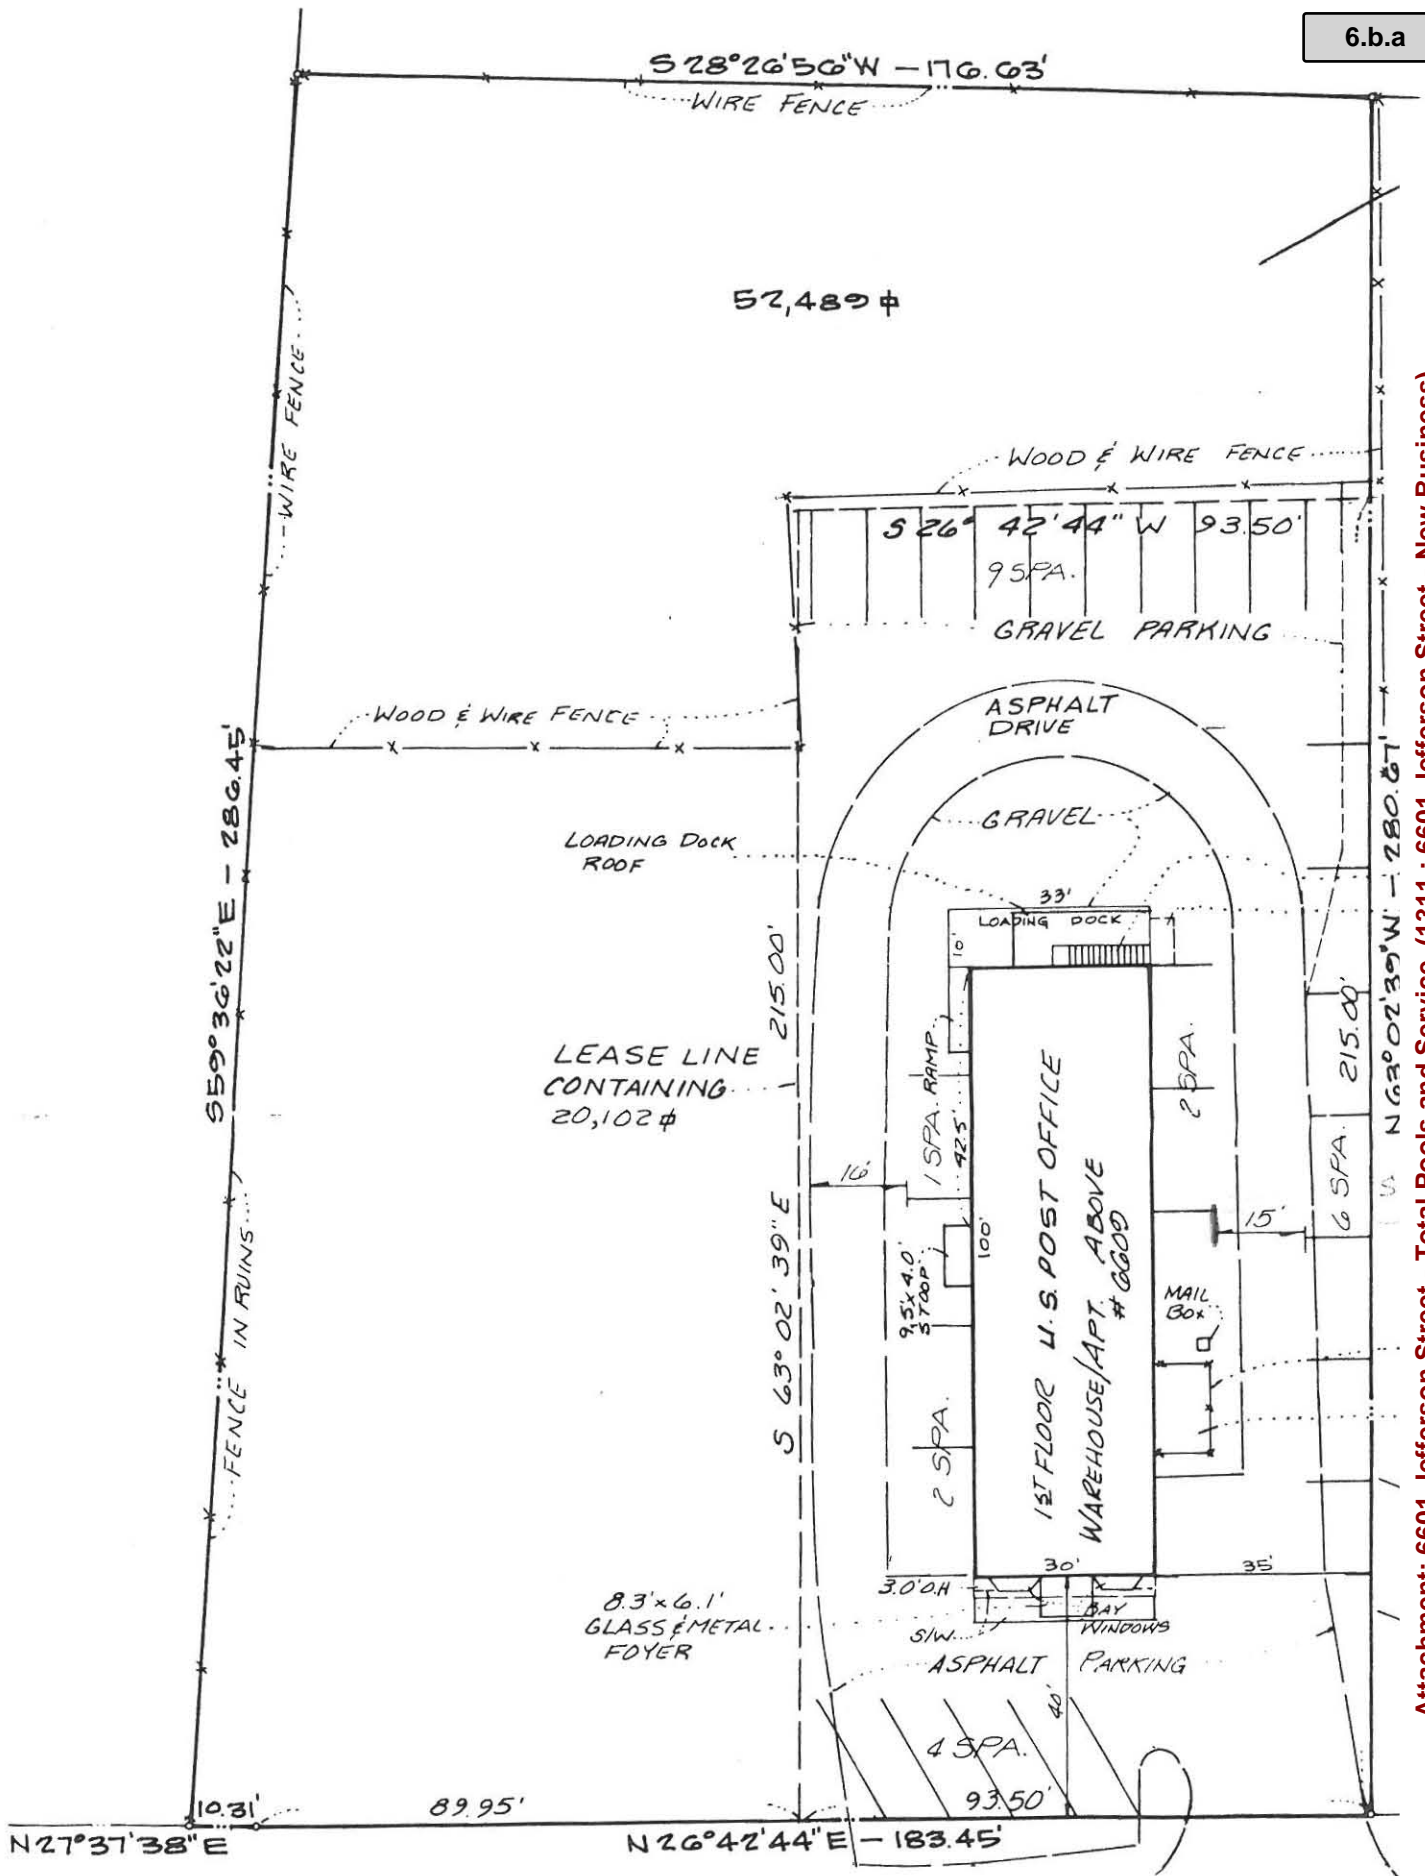 6.b.a
S 28°26'56"W — 176.63'
WIRE FENCE
52,489 ⌽
WIRE FENCE
WOOD & WIRE FENCE
S 26° 42'44" W 93.50'
9 SPA.
GRAVEL PARKING
WOOD & WIRE FENCE
ASPHALT
DRIVE
S59°36'22"E — 286.45'
N 63°02'39"W — 280.67'
GRAVEL
LOADING DOCK
ROOF
33'
LOADING DOCK
10'
215.00'
S 63° 02' 39" E
LEASE LINE
CONTAINING
20,102 ⌽
RAMP
1 SPA.
42.5'
100'
16'
2 SPA.
215.00'
6 SPA.
15'
1ST FLOOR U.S. POST OFFICE
WAREHOUSE/APT. ABOVE
# 6609
9.5'x4.0'
STOOP
MAIL
BOX
FENCE IN RUINS
2 SPA.
30'
35'
3.0' O.H
8.3'x6.1'
GLASS & METAL
FOYER
S/W
BAY
WINDOWS
ASPHALT PARKING
40'
4 SPA.
10.31'
89.95'
93.50'
N27°37'38"E
N 26°42'44"E — 183.45'
Attachment: 6601 Jefferson Street - Total Pools and Service (1311 : 6601 Jefferson Street - New Business)